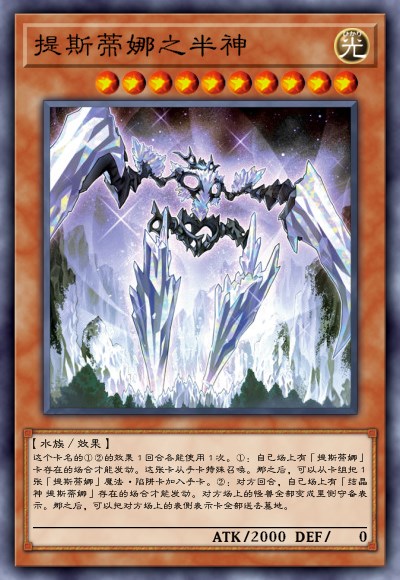 提斯蒂娜之半神
光
【水族／效果】
这个卡名的①②的效果1回合各能使用1次。①：自己场上有「提斯蒂娜」
卡存在的场合才能发动。这张卡从手卡特殊召唤。那之后，可以从卡组把1
张「提斯蒂娜」魔法·陷阱卡加入手卡。②：对方回合，自己场上有「结晶
神 提斯蒂娜」存在的场合才能发动。对方场上的怪兽全部变成里侧守备表
示。那之后，可以把对方场上的表侧表示卡全部送去墓地。
ATK/2000 DEF/ 0